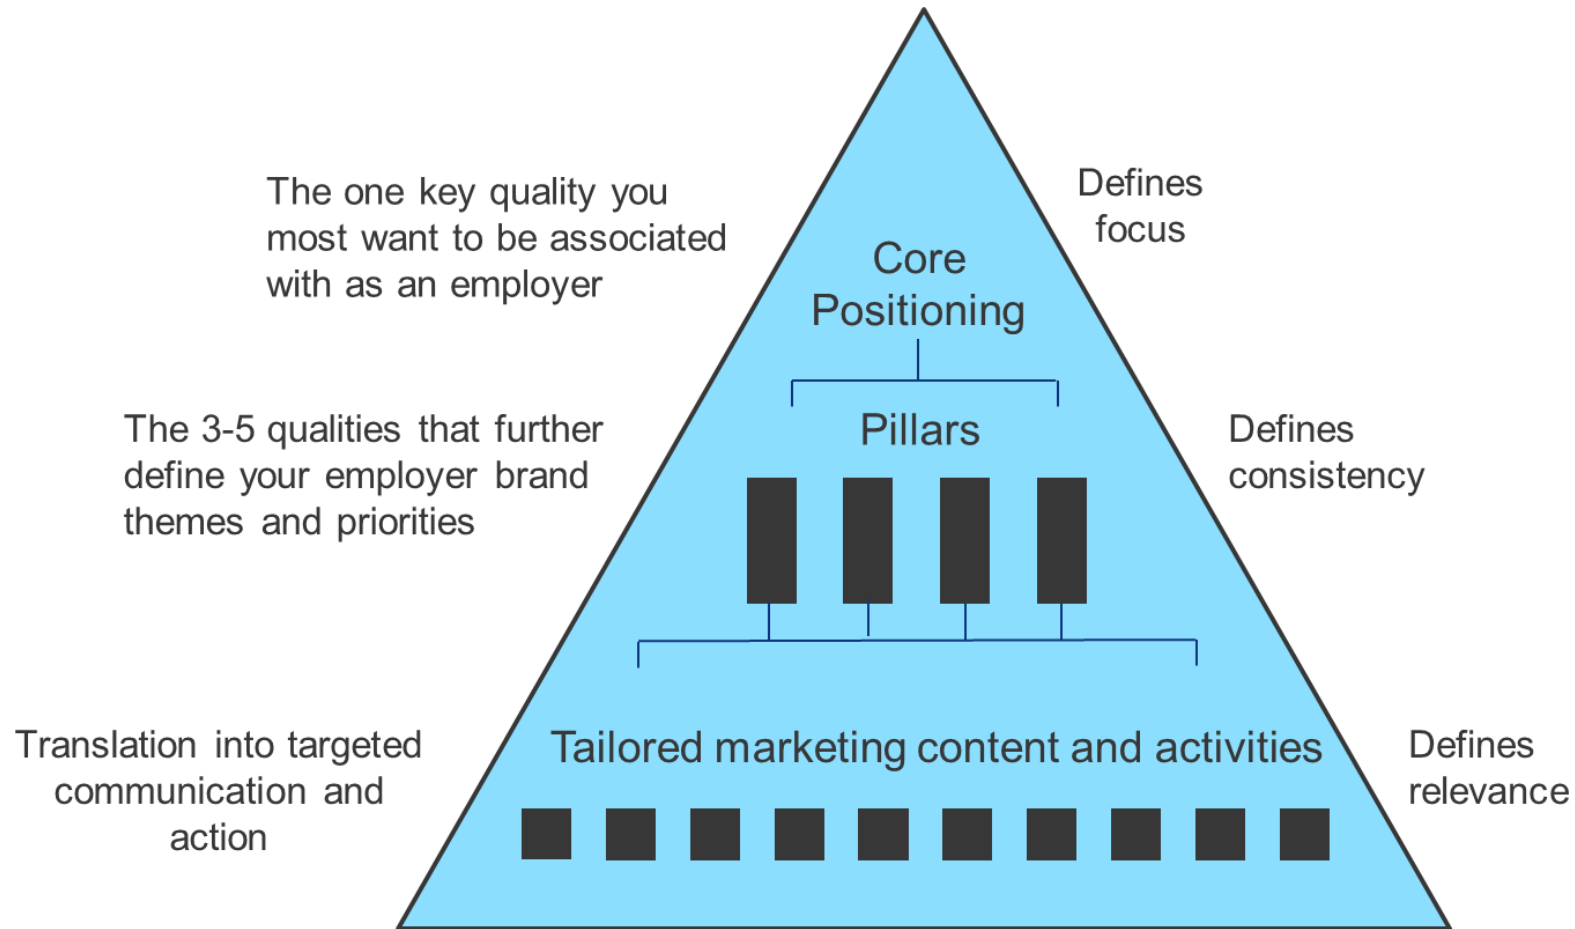 The one key quality you
most want to be associated
with as an employer
Defines
focus
Core
Positioning
The 3-5 qualities that further
define your employer brand
themes and priorities
Pillars
Defines
consistency
Translation into targeted
communication and
action
Tailored marketing content and activities
Defines
relevance